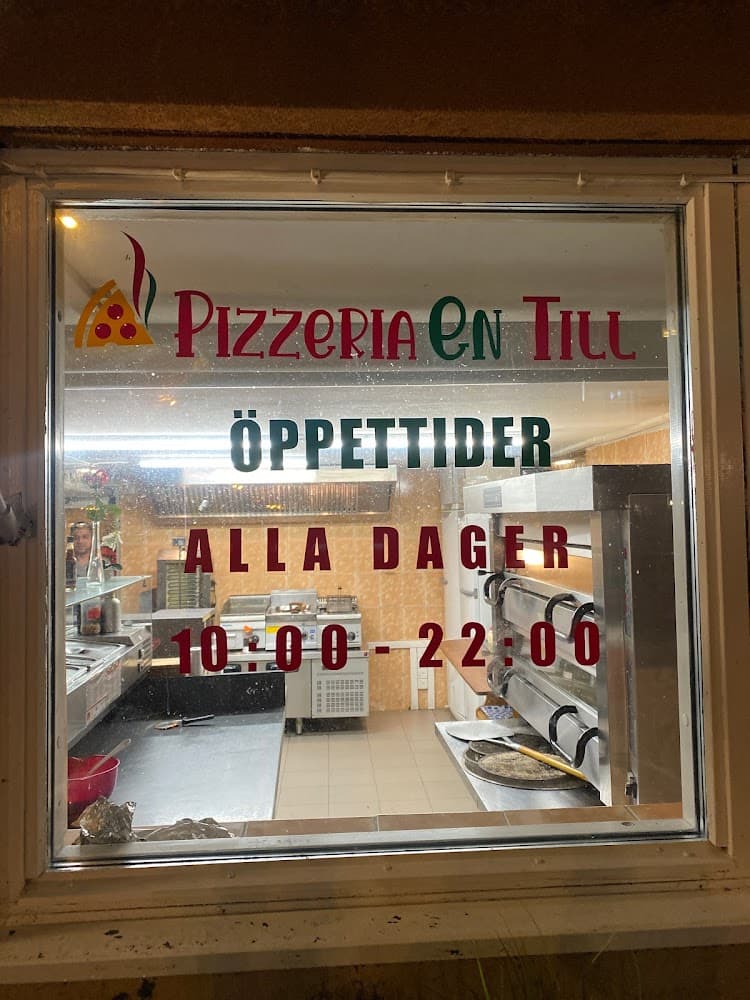 Pizzeria en Till
ÖPPETTIDER
ALLA DAGER
10:00 - 22:00